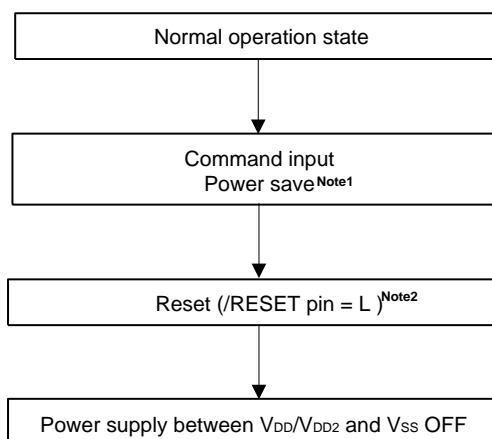 Normal operation state
Command input
Power save Note1
Reset (/RESET pin = L ) Note2
Power supply between VDD/VDD2 and VSS OFF